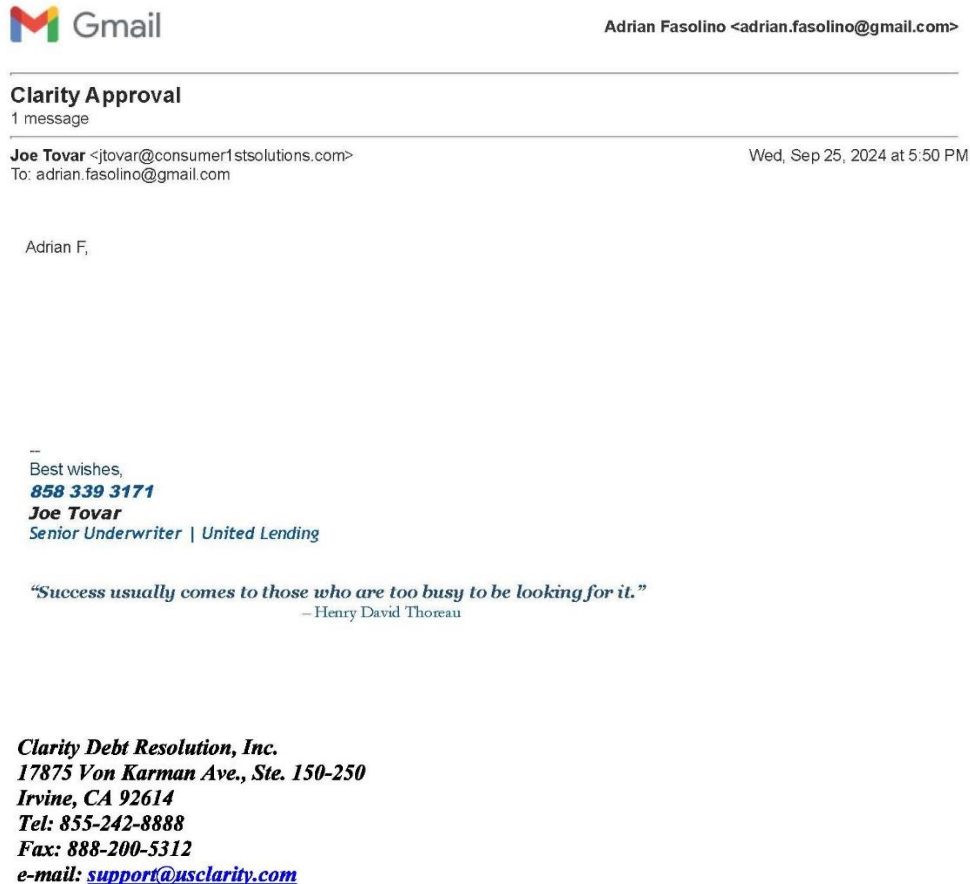 Gmail
Adrian Fasolino <adrian.fasolino@gmail.com>
Clarity Approval
1 message
Joe Tovar <jtovar@consumer1stsolutions.com>
Wed, Sep 25, 2024 at 5:50 PM
To: adrian.fasolino@gmail.com
Adrian F,
--
Best wishes,
858 339 3171
Joe Tovar
Senior Underwriter | United Lending
“Success usually comes to those who are too busy to be looking for it.”
– Henry David Thoreau
Clarity Debt Resolution, Inc.
17875 Von Karman Ave., Ste. 150-250
Irvine, CA 92614
Tel: 855-242-8888
Fax: 888-200-5312
e-mail: support@usclarity.com